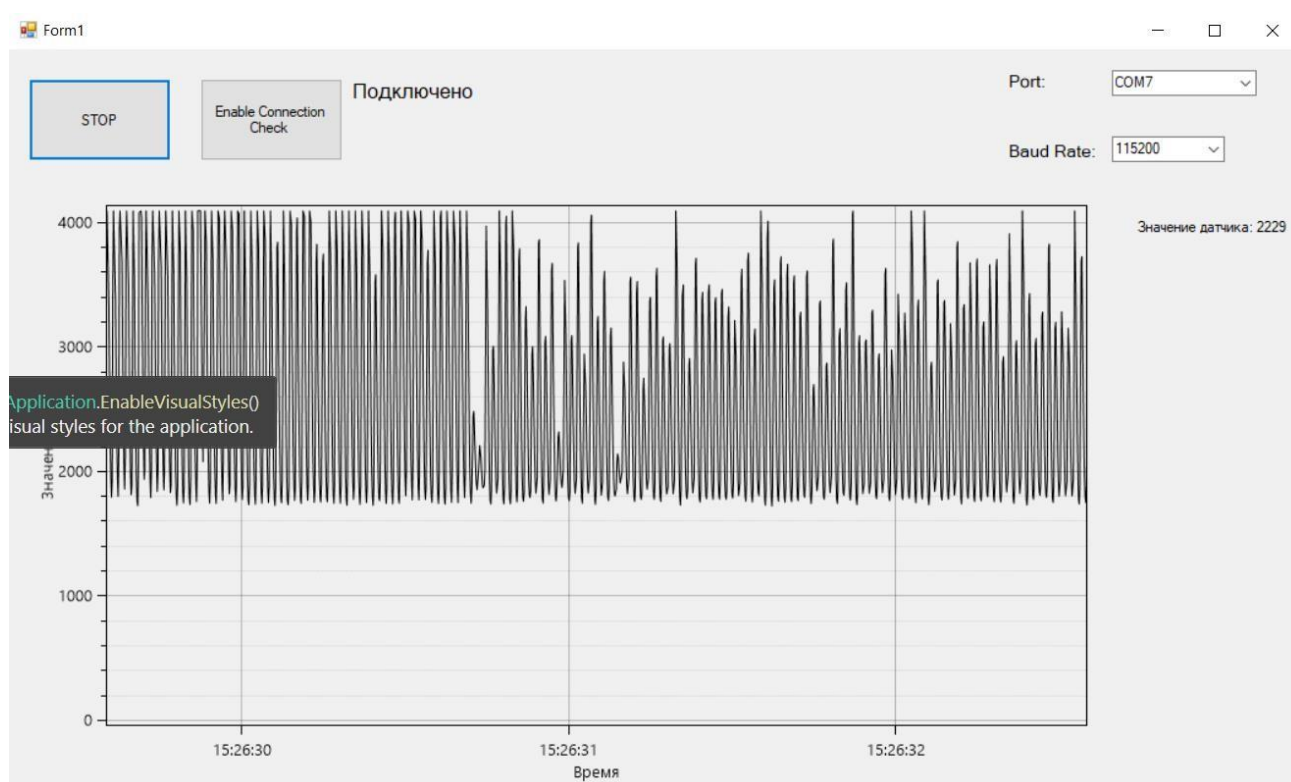 Form1
STOP
Enable Connection
Check
Подключено
Port:
COM7
Baud Rate:
115200
Значение датчика: 2229
4000
3000
Application.EnableVisualStyles()
isual styles for the application.
2000
1000
0
15:26:30
15:26:31
15:26:32
Время